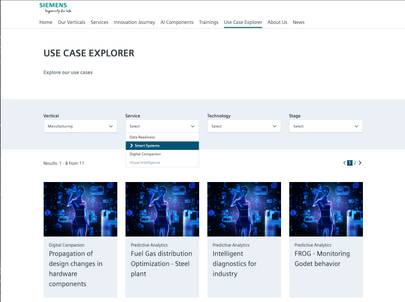 SIEMENS
Ingenuity for life
Home Our Verticals Services Innovation Journey AI Components Trainings Use Case Explorer About Us News
USE CASE EXPLORER
Explore our use cases
Vertical Service Technology Stage
Manufacturing Select Select Select
Data Readiness
Smart Systems
Digital Companion
Visual Intelligence
Results: 1 - 8 from 11
1 2
Digital Companion
Propagation of
design changes in
hardware
components
Predictive Analytics
Fuel Gas distribution
Optimization - Steel
plant
Predictive Analytics
Intelligent
diagnostics for
industry
Predictive Analytics
FROG - Monitoring
Godet behavior